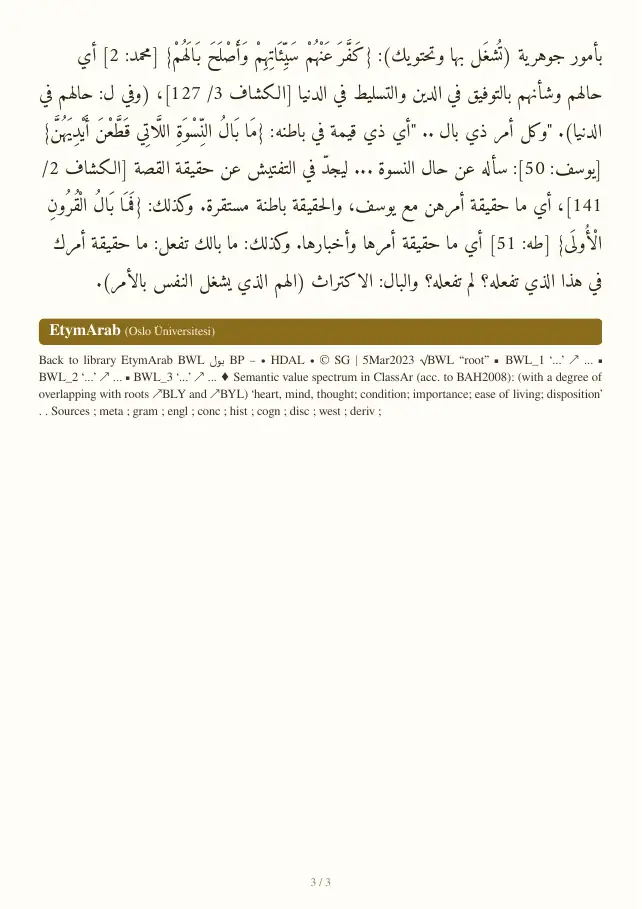 بأمور جوهرية (تُشغَل بها وتحتويك): {كَفَّرَ عَنْهُمْ سَيِّئَاتِهِمْ وَأَصْلَحَ بَالَهُمْ} [محمد: 2] أي
حالهم وشأنهم بالتوفيق في الدين والتسليط في الدنيا [الكشاف 3/ 127]، (وفي ل: حالهم في
الدنيا). "وكل أمر ذي بال .. "أي ذي قيمة في باطنه: {مَا بَالُ النِّسْوَةِ اللَّاتِي قَطَّعْنَ أَيْدِيَهُنَّ}
[يوسف: 50]: سأله عن حال النسوة ... ليجدّ في التفتيش عن حقيقة القصة [الكشاف 2/
141]، أي ما حقيقة أمرهن مع يوسف، والحقيقة باطنة مستقرة. وكذلك: {فَمَا بَالُ الْقُرُونِ
الْأُولَى} [طه: 51] أي ما حقيقة أمرها وأخبارها. وكذلك: ما بالك تفعل: ما حقيقة أمرك
في هذا الذي تفعله؟ لم تفعله؟ والبال: الاكتراث (الهم الذي يشغل النفس بالأمر).
EtymArab (Oslo Üniversitesi)
Back to library EtymArab BWL بول BP – • HDAL • © SG | 5Mar2023 √BWL “root” ▪ BWL_1 ‘...’ ↗ ... ▪
BWL_2 ‘...’ ↗ ... ▪ BWL_3 ‘...’ ↗ ... ♦ Semantic value spectrum in ClassAr (acc. to BAH2008): (with a degree of
overlapping with roots ↗BLY and ↗BYL) ‘heart, mind, thought; condition; importance; ease of living; disposition’
. . Sources ; meta ; gram ; engl ; conc ; hist ; cogn ; disc ; west ; deriv ;
3 / 3